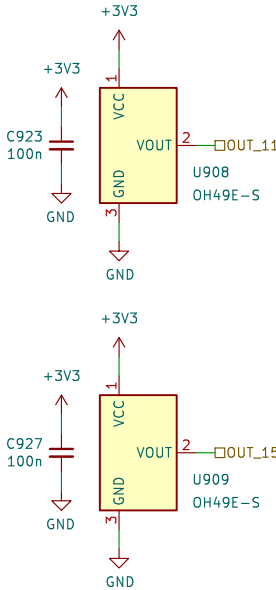 +3V3
+3V3
1
VCC
C923
100n
VOUT
2
OUT_11
GND
U908
OH49E-S
3
GND
GND
+3V3
+3V3
1
VCC
C927
100n
VOUT
2
OUT_15
GND
U909
OH49E-S
3
GND
GND